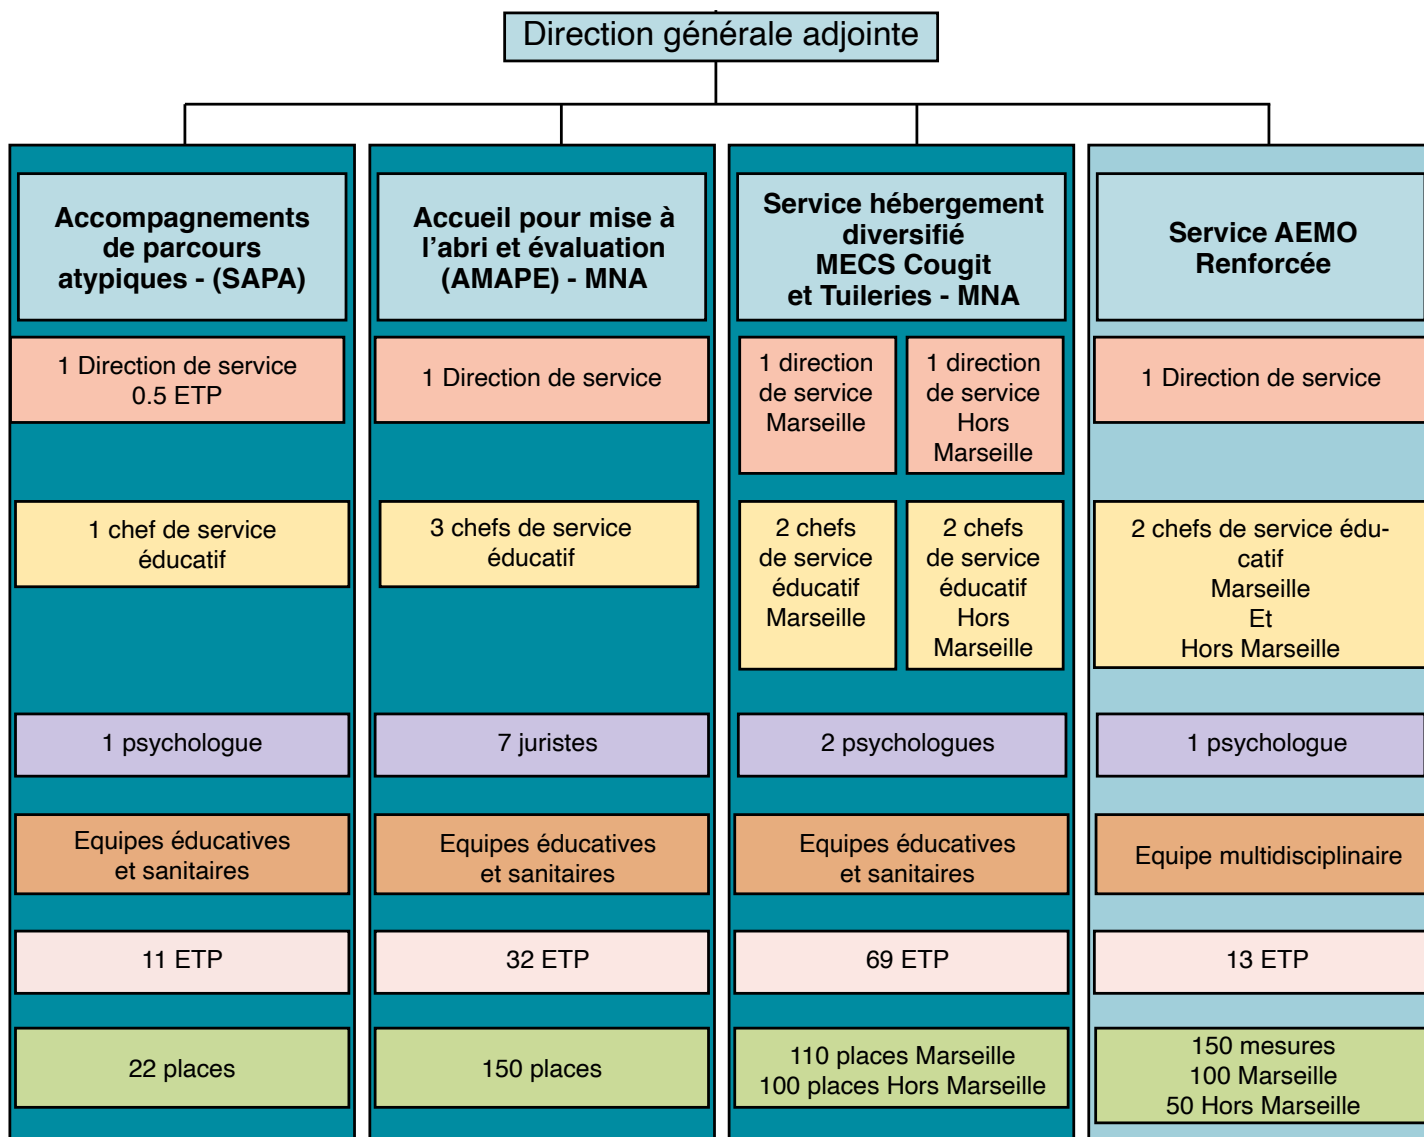 Direction générale adjointe
Accompagnements
de parcours
atypiques - (SAPA)
1 Direction de service
0.5 ETP
1 chef de service
éducatif
1 psychologue
Equipes éducatives
et sanitaires
11 ETP
22 places
Accueil pour mise à
l'abri et évaluation
(AMAPE) - MNA
1 Direction de service
3 chefs de service
éducatif
7 juristes
Equipes éducatives
et sanitaires
32 ETP
150 places
Service hébergement
diversifié
MECS Cougit
et Tuileries - MNA
1 direction
de service
Marseille
1 direction
de service
Hors
Marseille
2 chefs
de service
éducatif
Marseille
2 chefs
de service
éducatif
Hors
Marseille
2 psychologues
Equipes éducatives
et sanitaires
69 ETP
110 places Marseille
100 places Hors Marseille
Service AEMO
Renforcée
1 Direction de service
2 chefs de service édu-
catif
Marseille
Et
Hors Marseille
1 psychologue
Equipe multidisciplinaire
13 ETP
150 mesures
100 Marseille
50 Hors Marseille